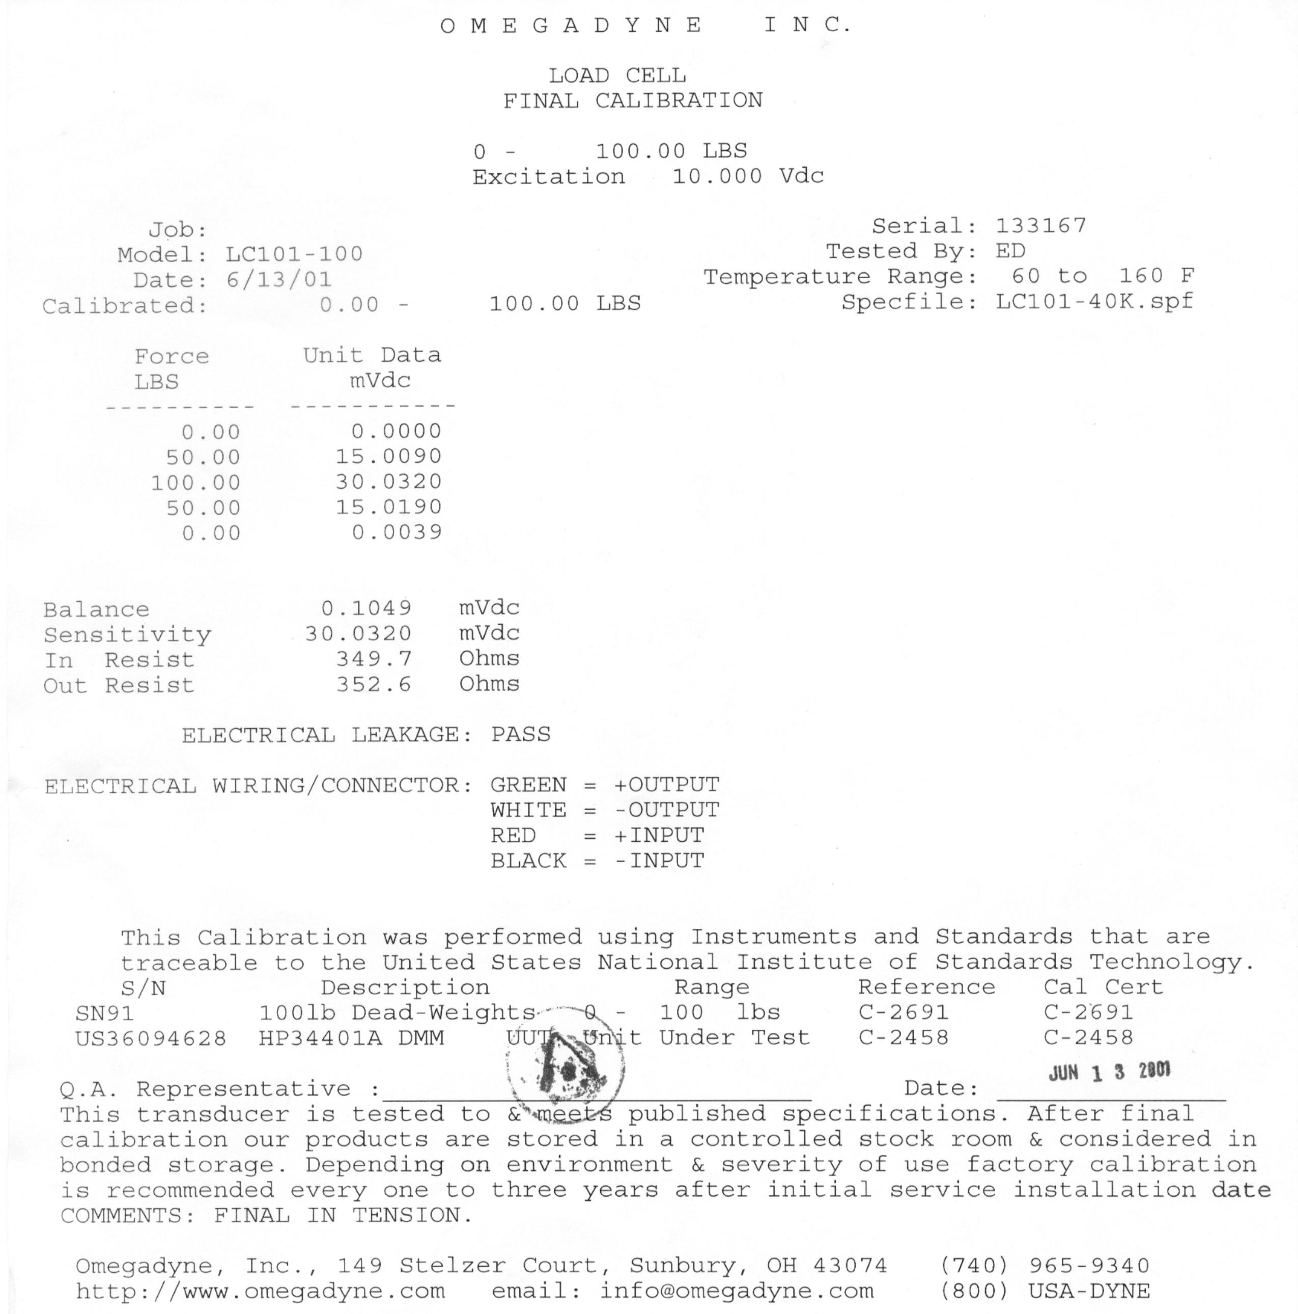 OMEGADYNE INC.
LOAD CELL
FINAL CALIBRATION
0 - 100.00 LBS
Excitation 10.000 Vdc
Job:
Model: LC101-100
Date: 6/13/01
Calibrated: 0.00 - 100.00 LBS
Serial: 133167
Tested By: ED
Temperature Range: 60 to 160 F
Specfile: LC101-40K.spf
Force Unit Data
LBS mVdc
---------- -----------
0.00 0.0000
50.00 15.0090
100.00 30.0320
50.00 15.0190
0.00 0.0039
Balance 0.1049 mVdc
Sensitivity 30.0320 mVdc
In Resist 349.7 Ohms
Out Resist 352.6 Ohms
ELECTRICAL LEAKAGE: PASS
ELECTRICAL WIRING/CONNECTOR: GREEN = +OUTPUT
WHITE = -OUTPUT
RED = +INPUT
BLACK = -INPUT
This Calibration was performed using Instruments and Standards that are
traceable to the United States National Institute of Standards Technology.
S/N Description Range Reference Cal Cert
SN91 100lb Dead-Weights 0 - 100 lbs C-2691 C-2691
US36094628 HP34401A DMM UUT Unit Under Test C-2458 C-2458
Q.A. Representative : Date: JUN 13 2001
This transducer is tested to & meets published specifications. After final
calibration our products are stored in a controlled stock room & considered in
bonded storage. Depending on environment & severity of use factory calibration
is recommended every one to three years after initial service installation date
COMMENTS: FINAL IN TENSION.
Omegadyne, Inc., 149 Stelzer Court, Sunbury, OH 43074 (740) 965-9340
http://www.omegadyne.com email: info@omegadyne.com (800) USA-DYNE